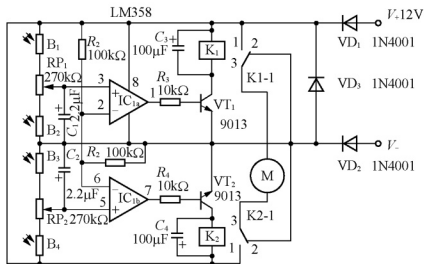 LM358
V-12V
VD₁ 1N4001
B₁
R₂ 100kΩ
C₃ 100μF
K₁
1 2
RP₁ 270kΩ
3
8
R₃ 10kΩ
IC₁ₐ
1
2
VT₁
9013
K1-1
3
VD₃ 1N4001
C₁ 2.2μF
B₂
B₃
C₂
R₂ 100kΩ
V-
VD₂ 1N4001
2.2μF
6
5
IC₁b
7
R₄ 10kΩ
VT₂
9013
M
RP₂ 270kΩ
C₄ 100μF
K₂
3
K2-1
1 2
B₄